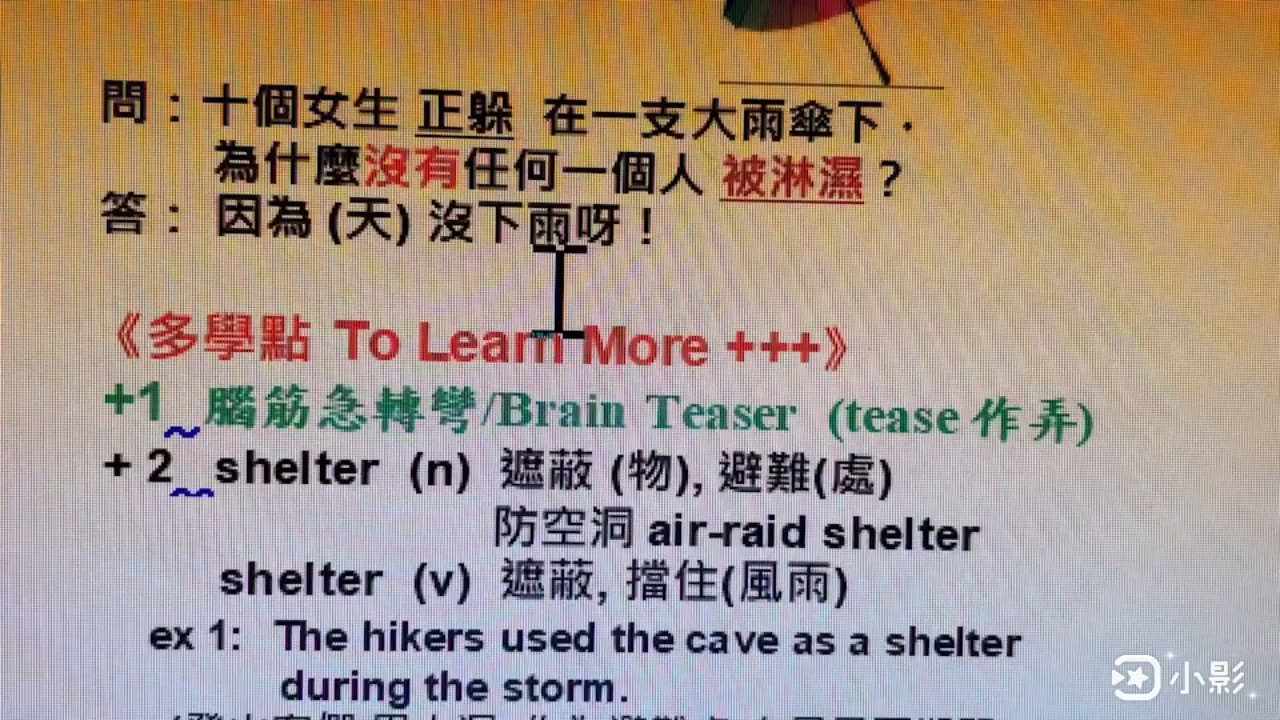 問：十個女生 正躲 在一支大雨傘下．
為什麼沒有任何一個人 被淋濕？
答： 因為 (天) 沒下雨呀！
《多學點 To Learn More +++》
+1 腦筋急轉彎/Brain Teaser (tease 作弄)
+ 2 shelter (n) 遮蔽 (物), 避難(處)
防空洞 air-raid shelter
shelter (v) 遮蔽, 擋住(風雨)
ex 1: The hikers used the cave as a shelter
during the storm.
小影